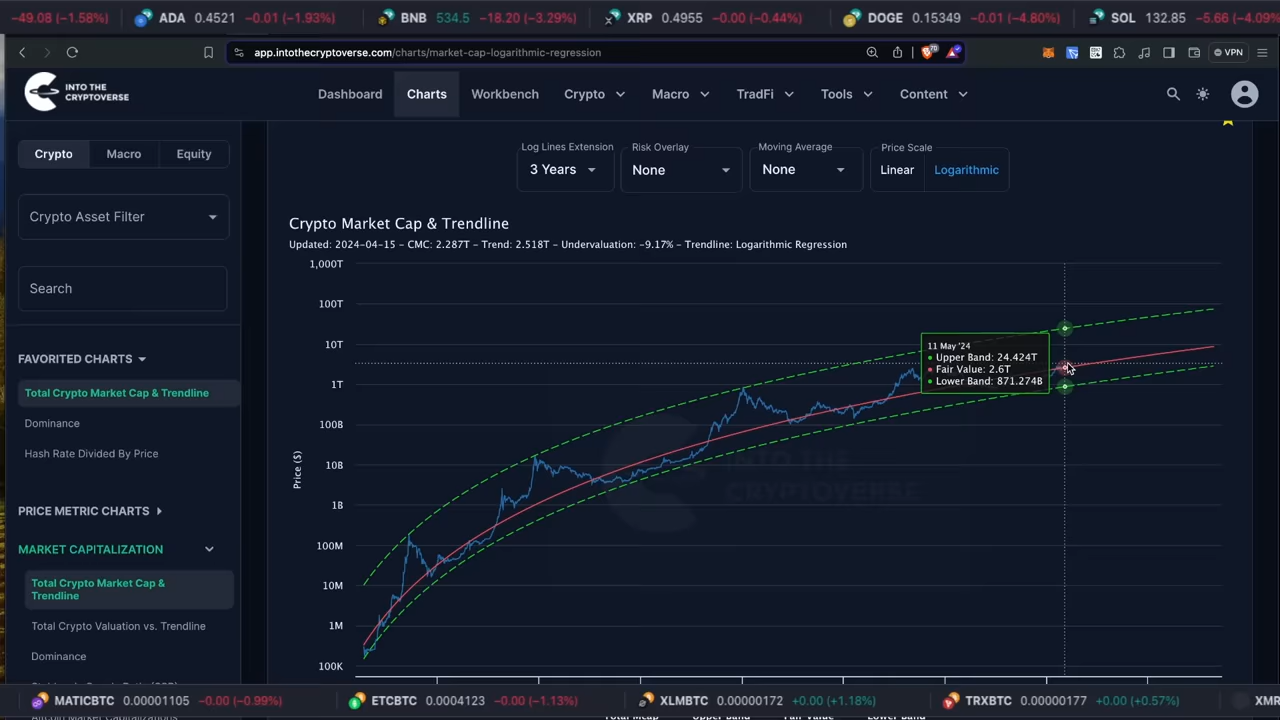 -49.08 (−1.58%) ADA 0.4521 −0.01 (−1.93%) BNB 534.5 −18.20 (−3.29%) XRP 0.4955 −0.00 (−0.44%) DOGE 0.15349 −0.01 (−4.80%) SOL 132.85 −5.66 (−4.09%
app.intothecryptoverse.com/charts/market-cap-logarithmic-regression
70
VPN
INTO THE
CRYPTOVERSE
Dashboard Charts Workbench Crypto Macro TradFi Tools Content
Crypto Macro Equity
Log Lines Extension Risk Overlay Moving Average Price Scale
3 Years None None Linear Logarithmic
Crypto Asset Filter
Search
FAVORITED CHARTS
Total Crypto Market Cap & Trendline
Dominance
Hash Rate Divided By Price
PRICE METRIC CHARTS
MARKET CAPITALIZATION
Total Crypto Market Cap &
Trendline
Total Crypto Valuation vs. Trendline
Dominance
Crypto Market Cap & Trendline
Updated: 2024-04-15 – CMC: 2.287T – Trend: 2.518T – Undervaluation: -9.17% – Trendline: Logarithmic Regression
1,000T
100T
10T
1T
100B
10B
1B
100M
10M
1M
100K
Price ($)
11 May '24
Upper Band: 24.424T
Fair Value: 2.6T
Lower Band: 871.274B
INTO THE
CRYPTOVERSE
MATICBTC 0.00001105 −0.00 (−0.99%) ETCBTC 0.0004123 −0.00 (−1.13%) XLMBTC 0.00000172 +0.00 (+1.18%) TRXBTC 0.00000177 +0.00 (+0.57%) XMR